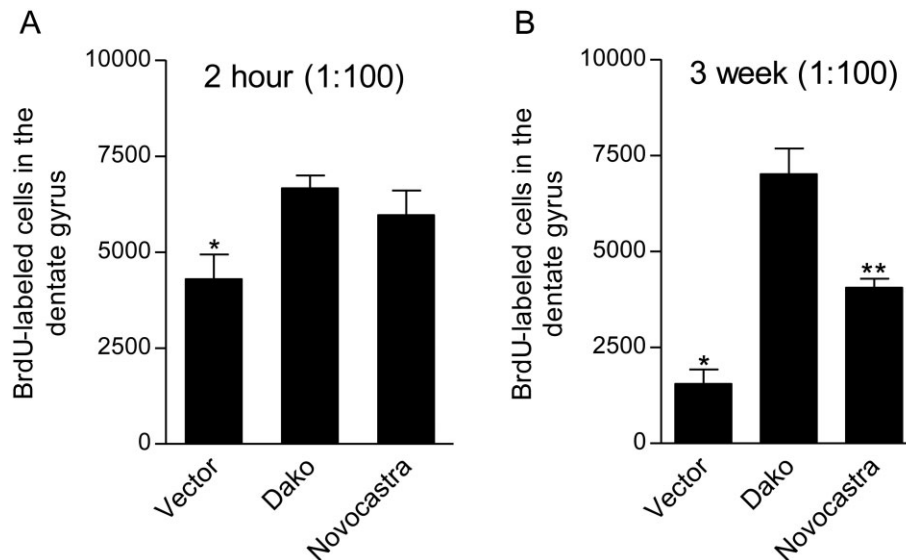 A
2 hour (1:100)
BrdU-labeled cells in the
dentate gyrus
10000
7500
5000
2500
0
*
Vector
Dako
Novocastra
B
3 week (1:100)
BrdU-labeled cells in the
dentate gyrus
10000
7500
5000
2500
0
*
**
Vector
Dako
Novocastra